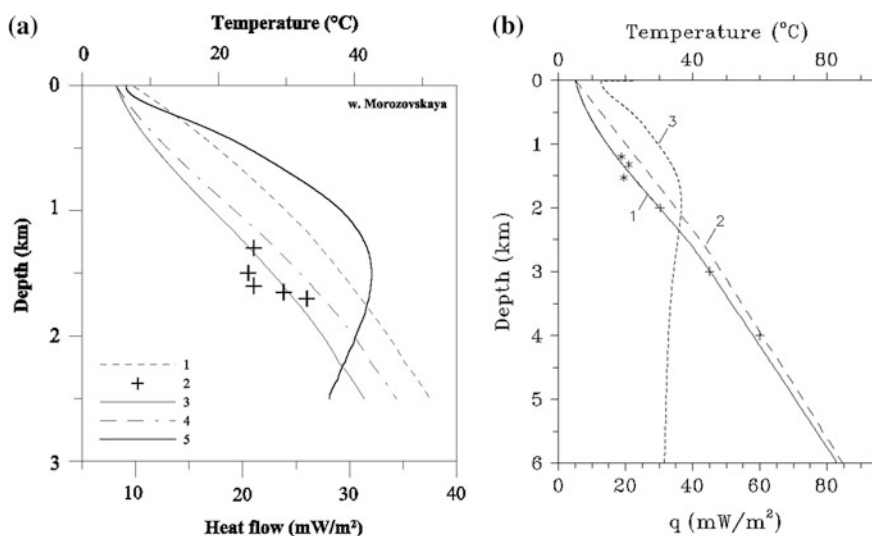 (a)
Temperature (°C)
0 20 40
w. Morozovskaya
0
1
2
3
Depth (km)
1
2
3
4
5
10 20 30 40
Heat flow (mW/m²)
(b)
Temperature (°C)
0 20 40 60 80
0
1
2
3
4
5
6
Depth (km)
3
1
2
0 20 40 60 80
q (mW/m²)